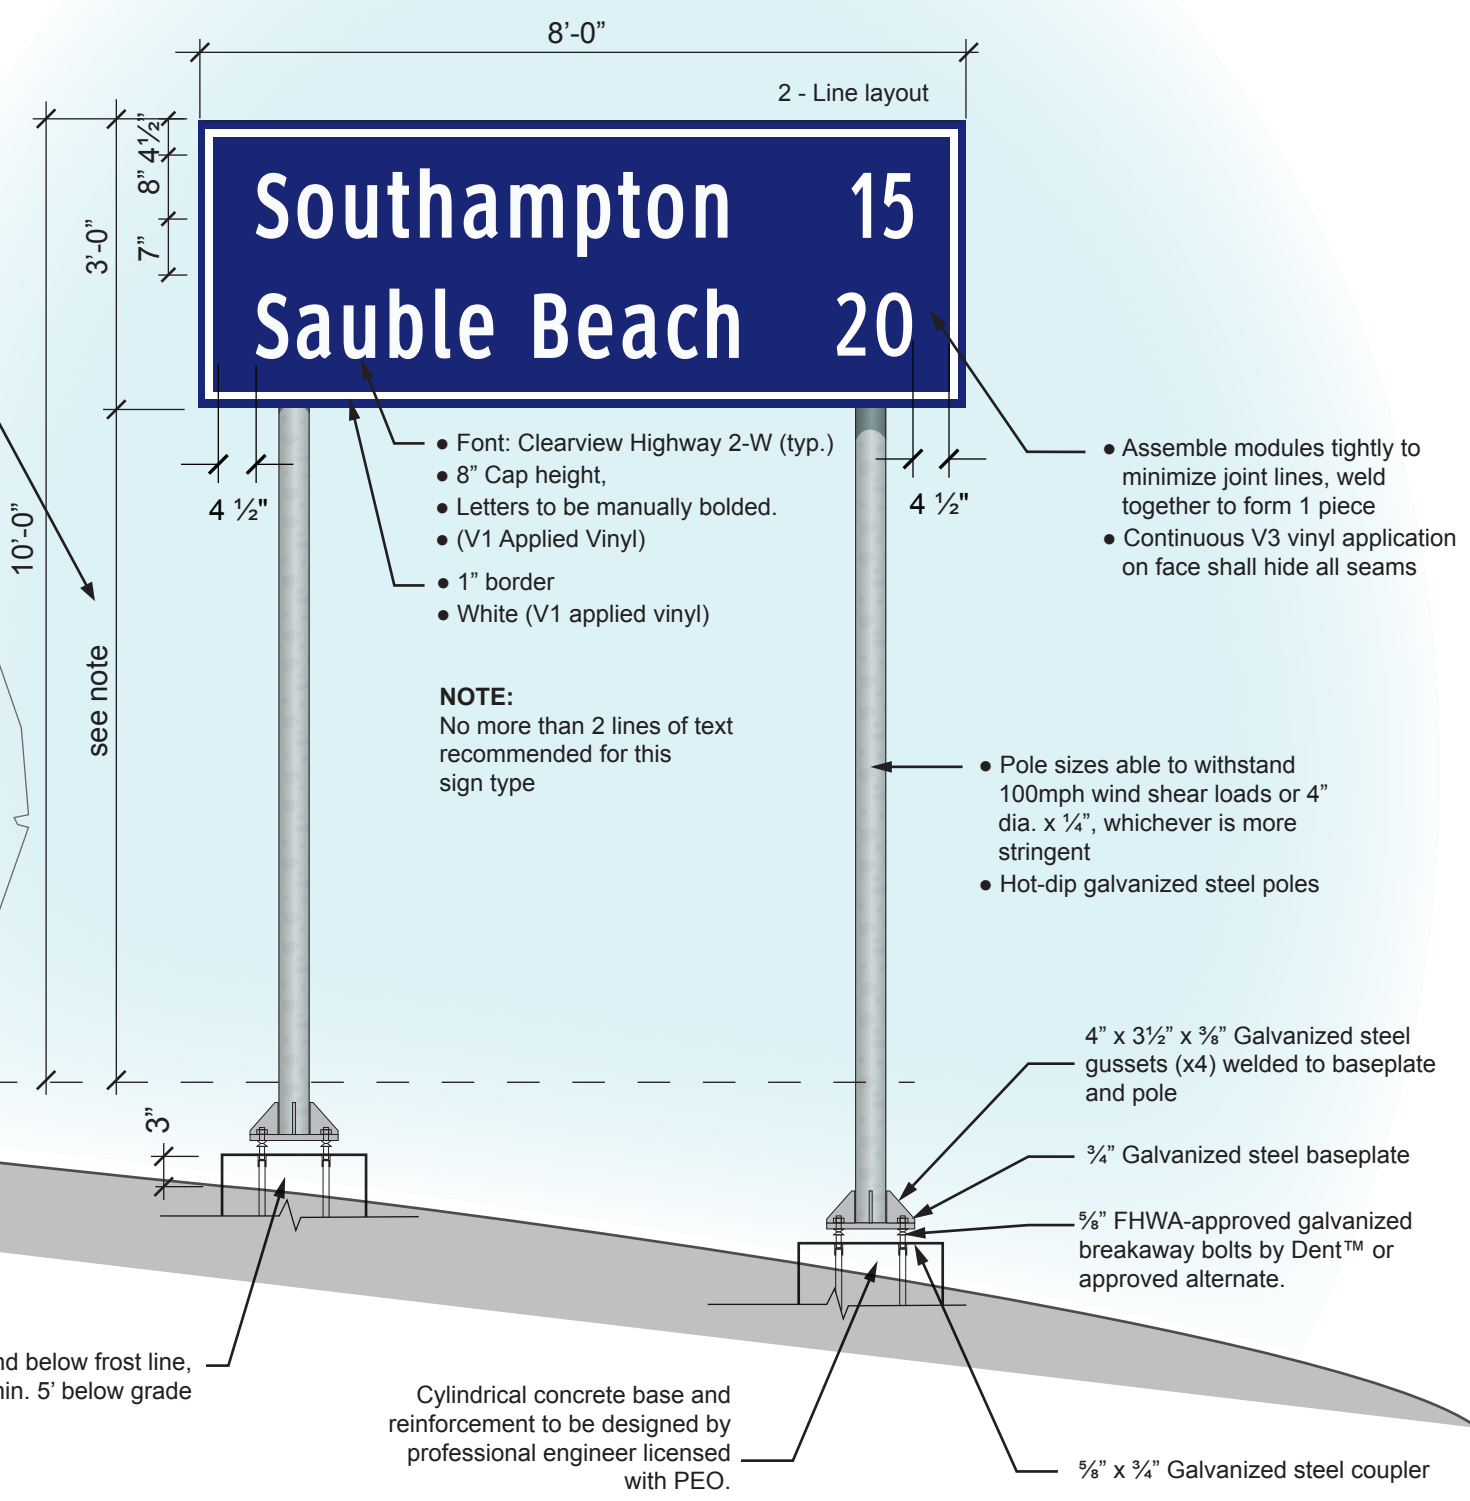 8’-0”
2 - Line layout
4½”
8”
7”
3’-0”
10’-0”
see note
Southampton 15
Sauble Beach 20
4 ½"
4 ½"
● Font: Clearview Highway 2-W (typ.)
● 8” Cap height,
● Letters to be manually bolded.
● (V1 Applied Vinyl)
● 1” border
● White (V1 applied vinyl)
NOTE:
No more than 2 lines of text
recommended for this
sign type
● Assemble modules tightly to
minimize joint lines, weld
together to form 1 piece
● Continuous V3 vinyl application
on face shall hide all seams
● Pole sizes able to withstand
100mph wind shear loads or 4”
dia. x ¼”, whichever is more
stringent
● Hot-dip galvanized steel poles
4” x 3½” x ⅜” Galvanized steel
gussets (x4) welded to baseplate
and pole
3”
¾” Galvanized steel baseplate
⅝” FHWA-approved galvanized
breakaway bolts by Dent™ or
approved alternate.
below frost line,
5’ below grade
Cylindrical concrete base and
reinforcement to be designed by
professional engineer licensed
with PEO.
⅝” x ¾” Galvanized steel coupler